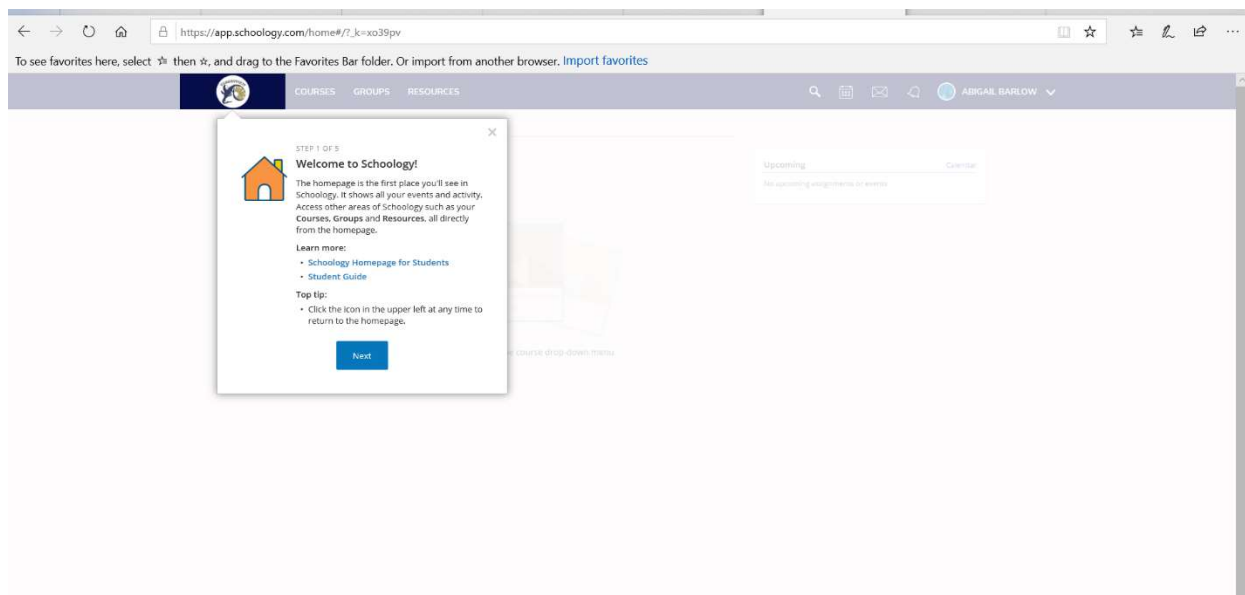 https://app.schoology.com/home#/?_k=xo39pv
To see favorites here, select then, and drag to the Favorites Bar folder. Or import from another browser. Import favorites
COURSES GROUPS RESOURCES
ABIGAIL BARLOW
STEP 1 OF 5
Welcome to Schoology!
The homepage is the first place you'll see in
Schoology. It shows all your events and activity.
Access other areas of Schoology such as your
Courses, Groups and Resources, all directly
from the homepage.
Learn more:
• Schoology Homepage for Students
• Student Guide
Top tip:
• Click the icon in the upper left at any time to
return to the homepage.
Next
Upcoming Calendar
No upcoming assignments or events
course drop-down menu